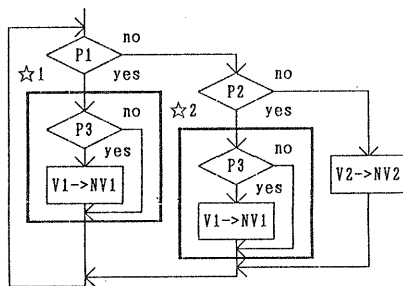 P1
no
☆1
yes
P2
no
☆2
yes
P3
no
yes
V1->NV1
P3
no
yes
V1->NV1
V2->NV2